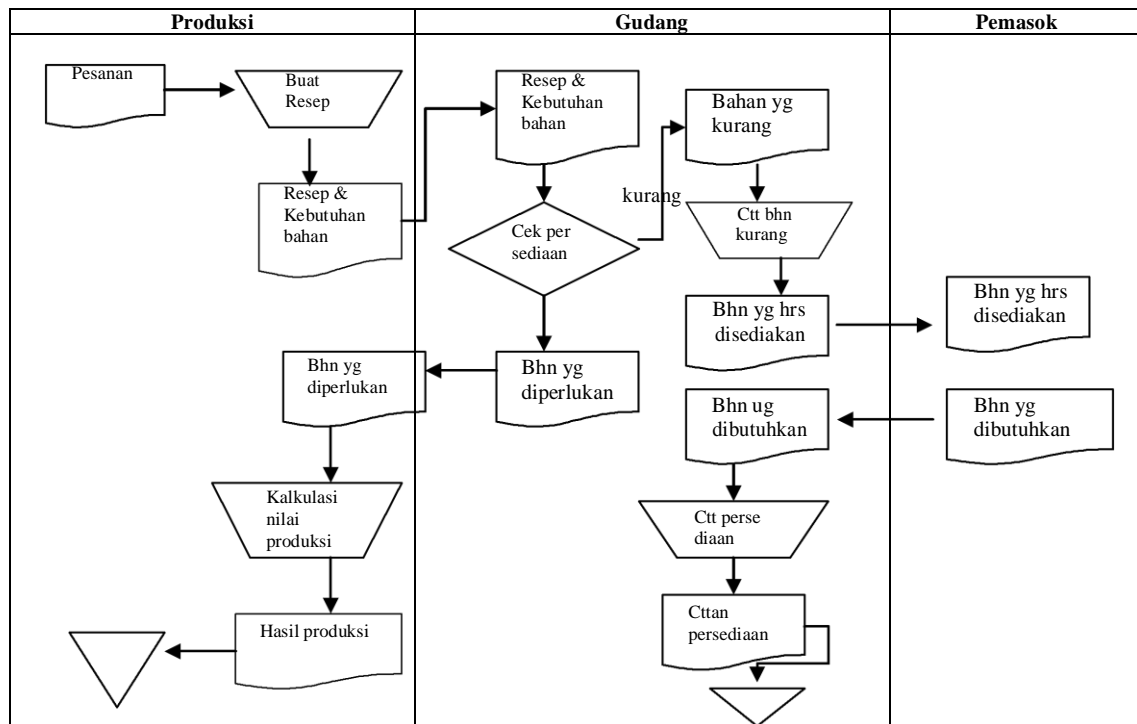 Produksi
Gudang
Pemasok
Pesanan
Buat
Resep
Resep &
Kebutuhan
bahan
Resep &
Kebutuhan
bahan
Cek per
sediaan
kurang
Bahan yg
kurang
Ctt bhn
kurang
Bhn yg hrs
disediakan
Bhn yg hrs
disediakan
Bhn yg
diperlukan
Bhn yg
diperlukan
Bhn ug
dibutuhkan
Bhn yg
dibutuhkan
Kalkulasi
nilai
produksi
Ctt perse
diaan
Hasil produksi
Cttan
persediaan